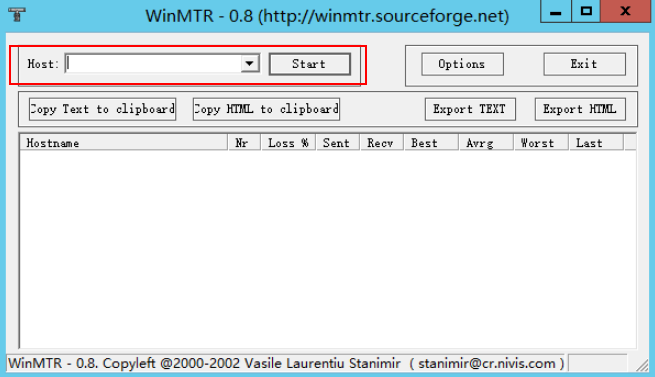 WinMTR - 0.8 (http://winmtr.sourceforge.net)
Host: Start Options Exit
Copy Text to clipboard Copy HTML to clipboard Export TEXT Export HTML
Hostname Nr Loss % Sent Recv Best Avrg Worst Last
WinMTR - 0.8. Copyleft @2000-2002 Vasile Laurentiu Stanimir ( stanimir@cr.nivis.com )